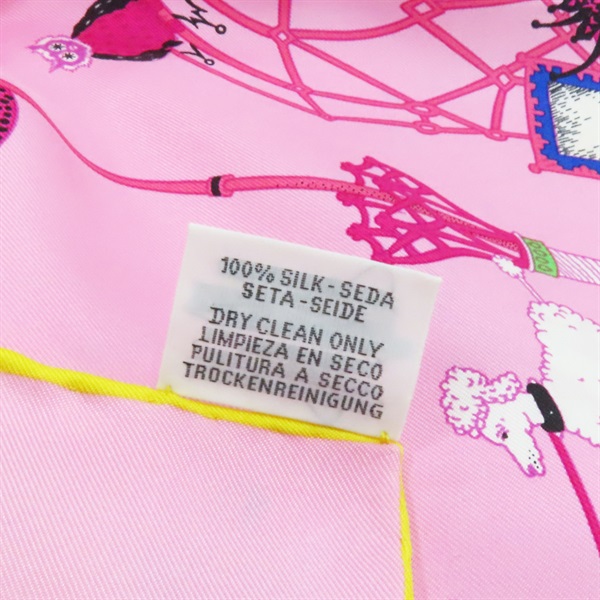 100% SILK-SEDA
SETA-SEIDE
DRY CLEAN ONLY
LIMPIEZA EN SECO
PULITURA A SECCO
TROCKENREINIGUNG